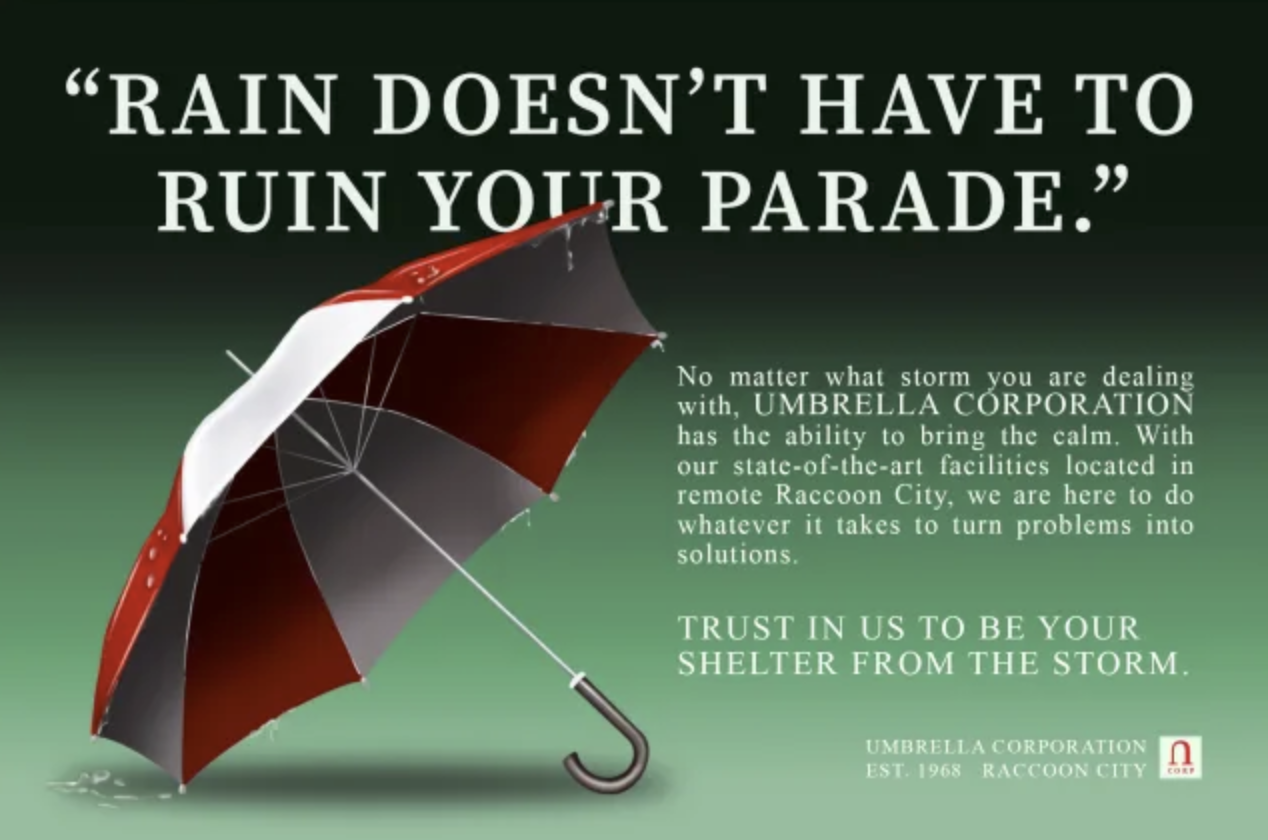 “RAIN DOESN’T HAVE TO
RUIN YOUR PARADE.”
No matter what storm you are dealing
with, UMBRELLA CORPORATION
has the ability to bring the calm. With
our state-of-the-art facilities located in
remote Raccoon City, we are here to do
whatever it takes to turn problems into
solutions.
TRUST IN US TO BE YOUR
SHELTER FROM THE STORM.
UMBRELLA CORPORATION
EST. 1968 RACCOON CITY
CORP